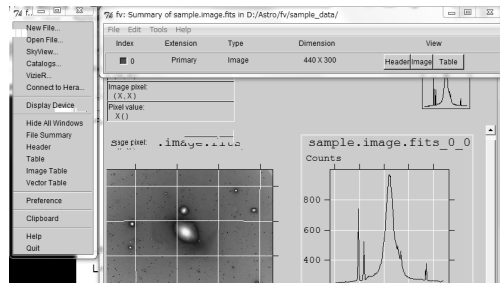 f...
New File...
Open File...
SkyView...
Catalogs...
VizieR...
Connect to Hera...
Display Device
Hide All Windows
File Summary
Header
Table
Image Table
Vector Table
Preference
Clipboard
Help
Quit
fv: Summary of sample.image.fits in D:/Astro/fv/sample_data/
File Edit Tools Help
Index Extension Type Dimension View
0 Primary Image 440 X 300 Header Image Table
Image pixel:
( X , X )
Pixel value:
X ( )
sample.image.fits_0_0
Counts
800
600
400